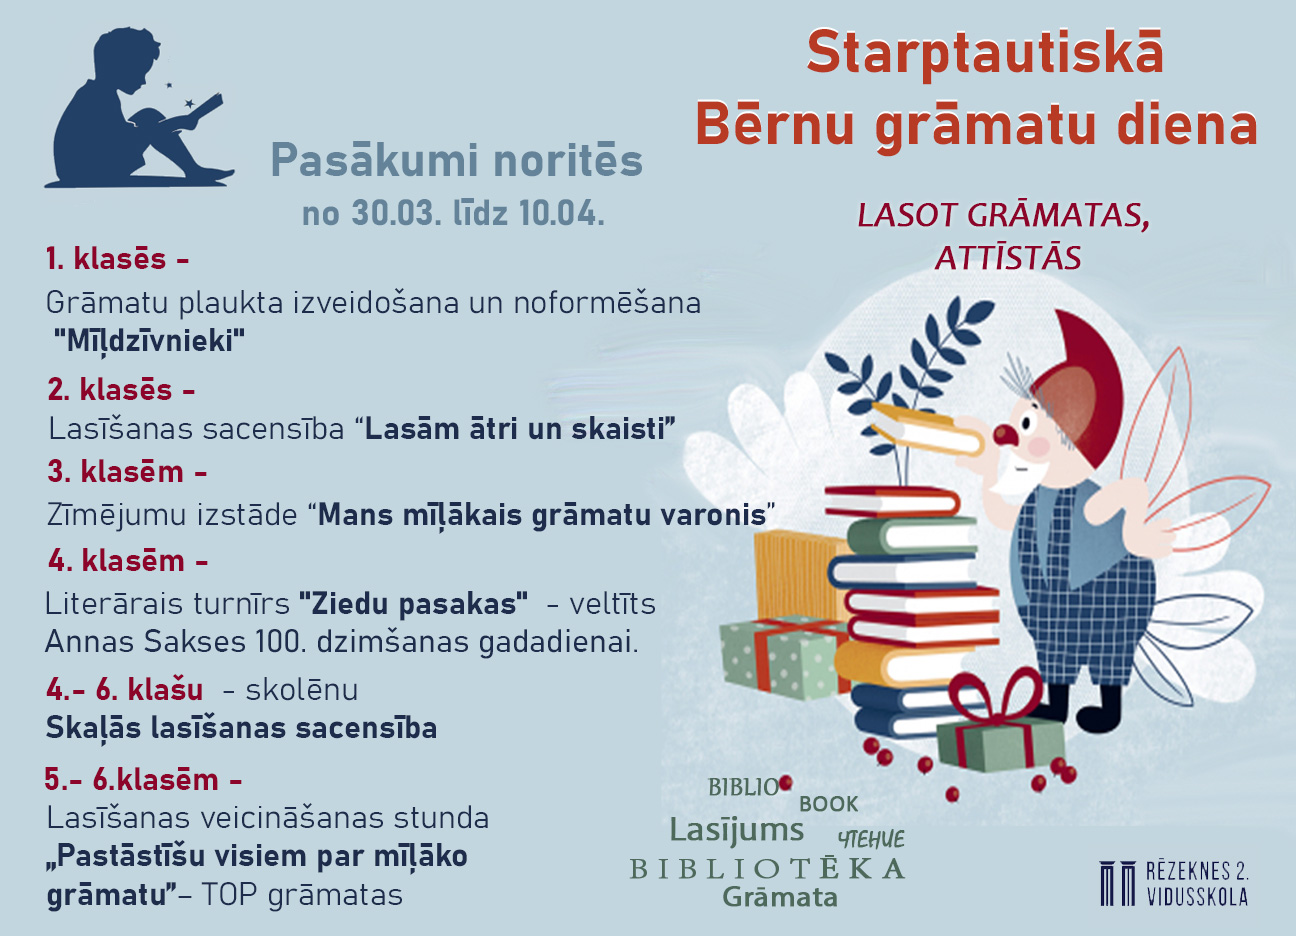 Starptautiskā
Bērnu grāmatu diena
Pasākumi noritēs
no 30.03. līdz 10.04.
LASOT GRĀMATAS,
ATTĪSTĀS
1. klasēs -
Grāmatu plaukta izveidošana un noformēšana
"Mīļdzīvnieki"
2. klasēs -
Lasīšanas sacensība “Lasām ātri un skaisti”
3. klasēm -
Zīmējumu izstāde “Mans mīļākais grāmatu varonis”
4. klasēm -
Literārais turnīrs "Ziedu pasakas" - veltīts
Annas Sakses 100. dzimšanas gadadienai.
4.- 6. klašu - skolēnu
Skaļās lasīšanas sacensība
5.- 6.klasēm -
Lasīšanas veicināšanas stunda
„Pastāstīšu visiem par mīļāko
grāmatu”– TOP grāmatas
BIBLIO
BOOK
Lasījums
ЧТЕНИЕ
BIBLIOTĒKA
Grāmata
RĒZEKNES 2.
VIDUSSKOLA